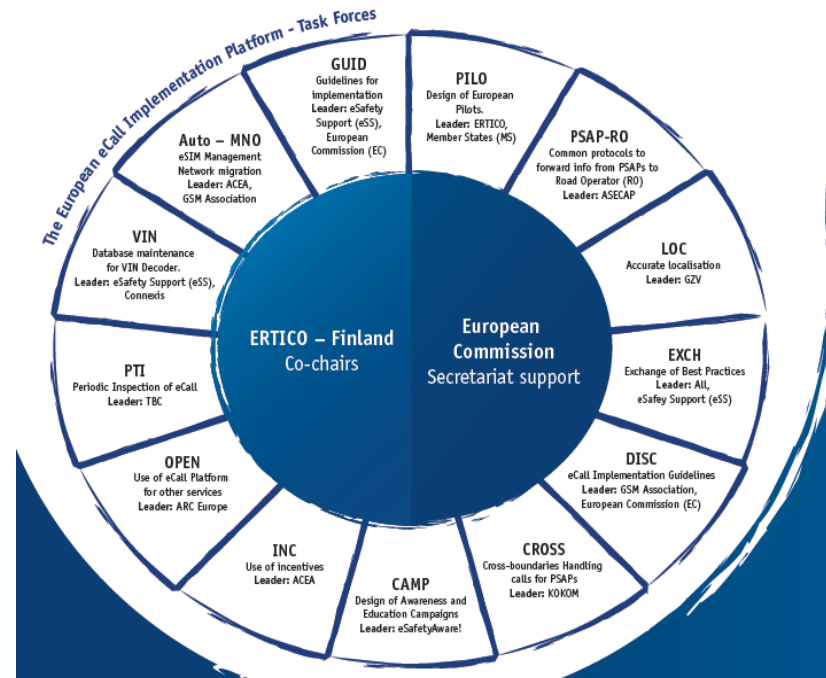 The European eCall Implementation Platform - Task Forces
GUID
Guidelines for
implementation
Leader: eSafety
Support (eSS),
European
Commission (EC)
PILO
Design of European
Pilots.
Leader: ERTICO,
Member States (MS)
PSAP-RO
Common protocols to
forward info from PSAPs to
Road Operator (RO)
Leader: ASECAP
LOC
Accurate localisation
Leader: GZV
EXCH
Exchange of Best Practices
Leader: All,
eSafey Support (eSS)
DISC
eCall Implementation Guidelines
Leader: GSM Association,
European Commission (EC)
CROSS
Cross-boundaries Handling
calls for PSAPs
Leader: KOKOM
CAMP
Design of Awareness and
Education Campaigns
Leader: eSafetyAware!
INC
Use of incentives
Leader: ACEA
OPEN
Use of eCall Platform
for other services
Leader: ARC Europe
PTI
Periodic Inspection of eCall
Leader: TBC
VIN
Database maintenance
for VIN Decoder.
Leader: eSafety Support (eSS),
Connexis
Auto – MNO
eSIM Management
Network migration
Leader: ACEA,
GSM Association
ERTICO – Finland
Co-chairs
European
Commission
Secretariat support